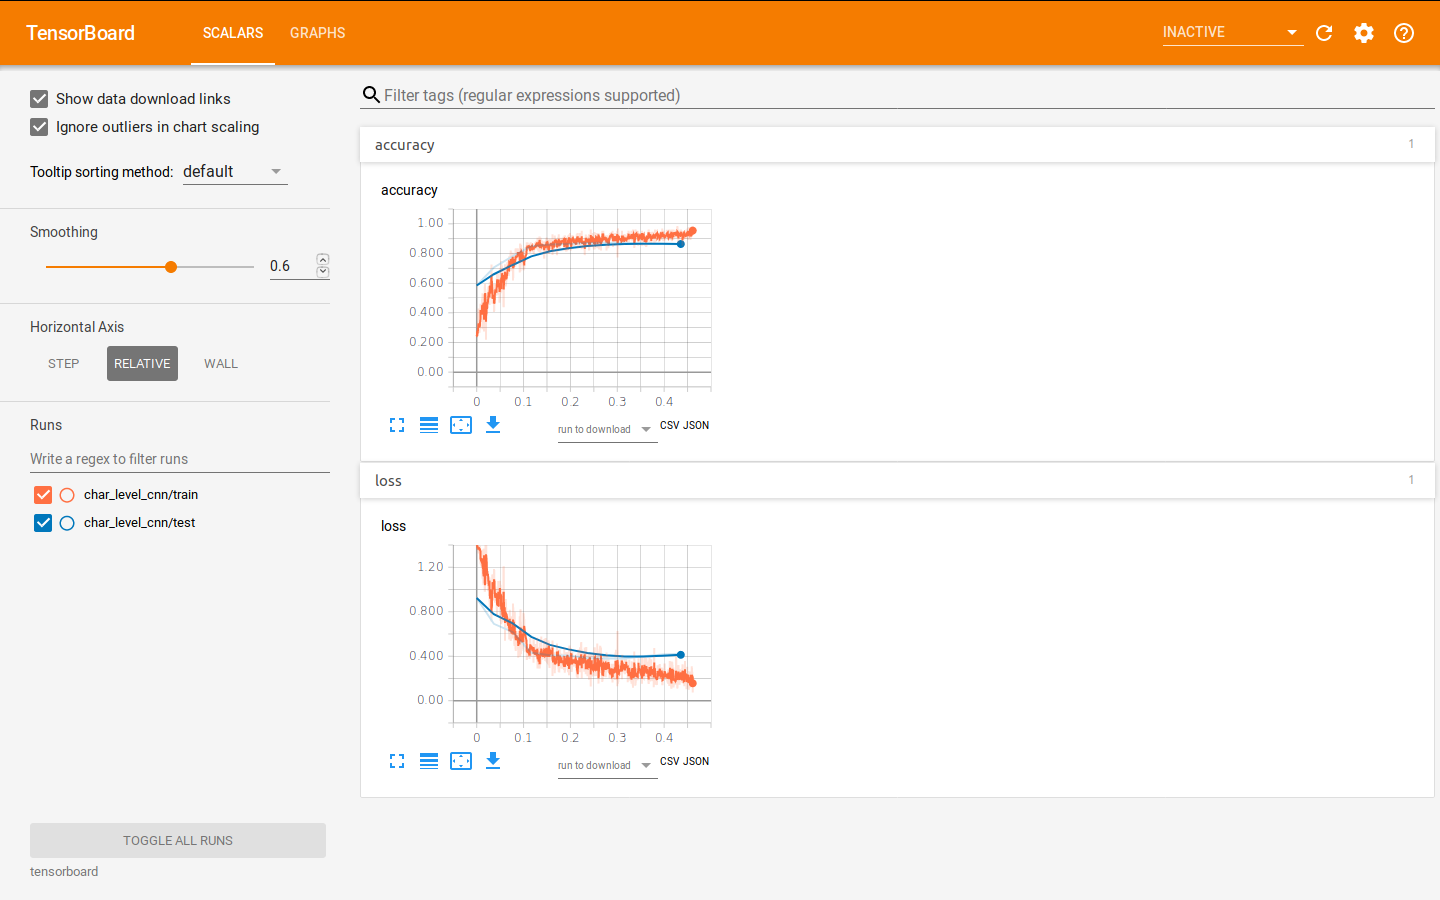 TensorBoard SCALARS GRAPHS INACTIVE
Show data download links
Ignore outliers in chart scaling
Tooltip sorting method: default
Smoothing
0.6
Horizontal Axis
STEP RELATIVE WALL
Runs
Write a regex to filter runs
char_level_cnn/train
char_level_cnn/test
TOGGLE ALL RUNS
tensorboard
Filter tags (regular expressions supported)
accuracy 1
accuracy
1.00
0.800
0.600
0.400
0.200
0.00
0 0.1 0.2 0.3 0.4
run to download CSV JSON
loss 1
loss
1.20
0.800
0.400
0.00
0 0.1 0.2 0.3 0.4
run to download CSV JSON